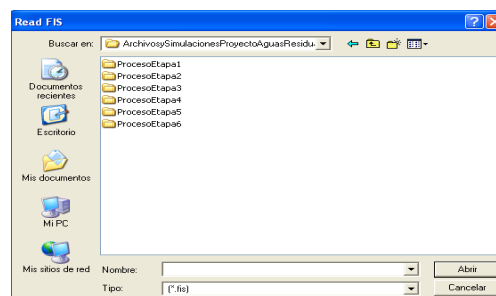 Read FIS
Buscar en:
ArchivosySimulacionesProyectoAguasResidu
ProcesoEtapa1
ProcesoEtapa2
ProcesoEtapa3
ProcesoEtapa4
ProcesoEtapa5
ProcesoEtapa6
Documentos
recientes
Escritorio
Mis documentos
Mi PC
Mis sitios de red
Nombre:
Abrir
Tipo:
(*.fis)
Cancelar